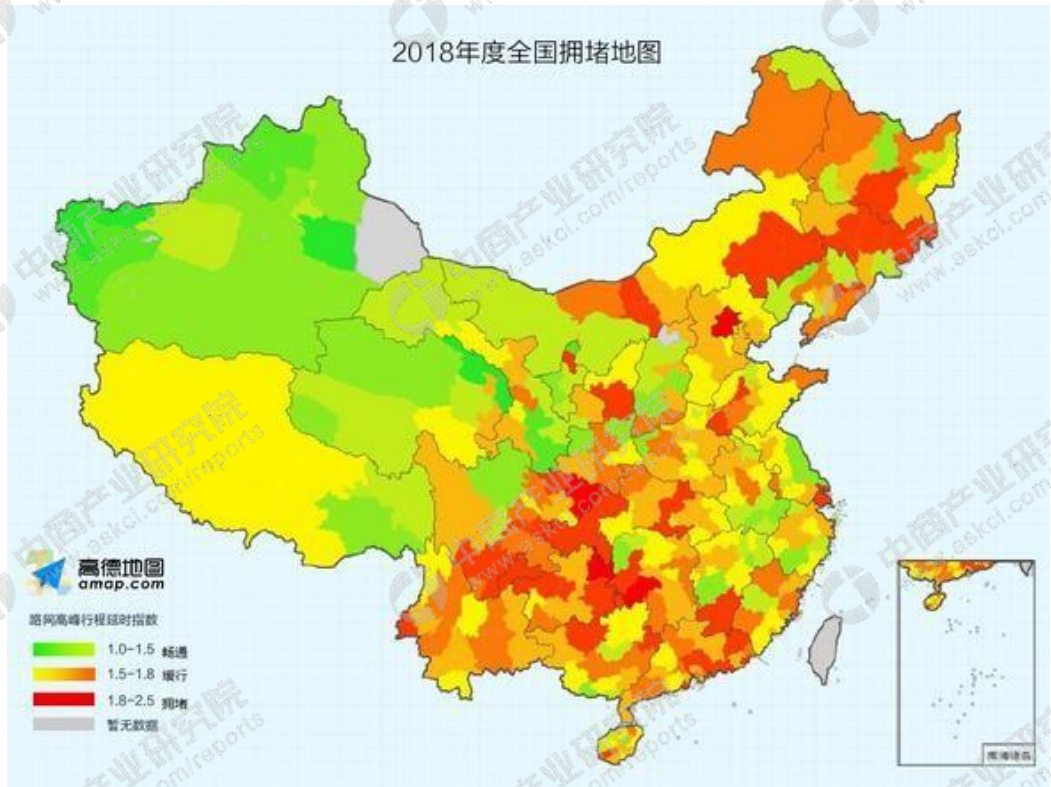 2018年度全国拥堵地图
高德地图
amap.com
路网高峰行程延时指数
1.0-1.5 畅通
1.5-1.8 缓行
1.8-2.5 拥堵
暂无数据
南海诸岛
中商产业研究院
www.askci.com/reports